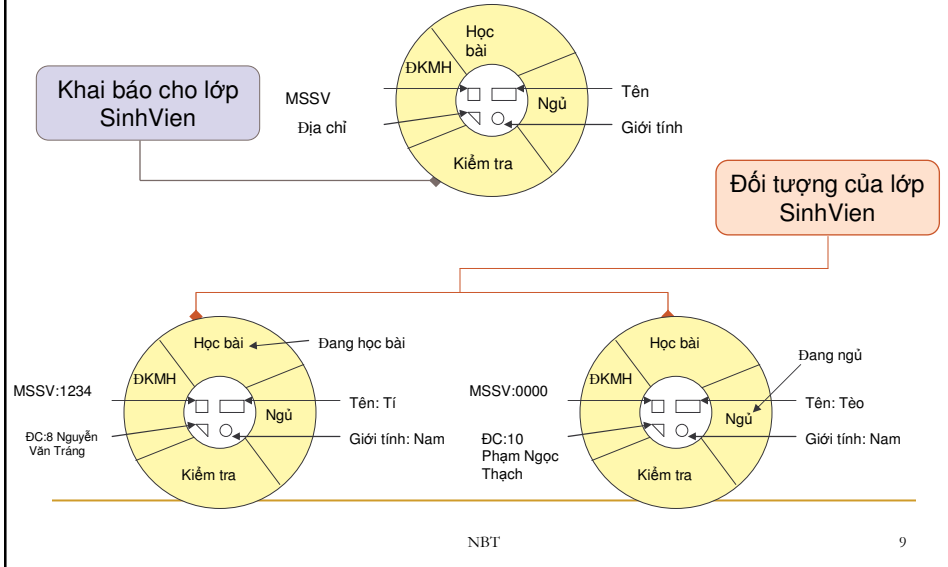 Học
bài
ĐKMH
Khai báo cho lớp
SinhVien
MSSV
Tên
Ngủ
Địa chỉ
Giới tính
Kiểm tra
Đối tượng của lớp
SinhVien
Học bài
Đang học bài
ĐKMH
MSSV:1234
Tên: Tí
Ngủ
ĐC:8 Nguyễn
Văn Tráng
Giới tính: Nam
Kiểm tra
Học bài
Đang ngủ
ĐKMH
MSSV:0000
Tên: Tèo
Ngủ
ĐC:10
Phạm Ngọc
Thạch
Giới tính: Nam
Kiểm tra
NBT
9